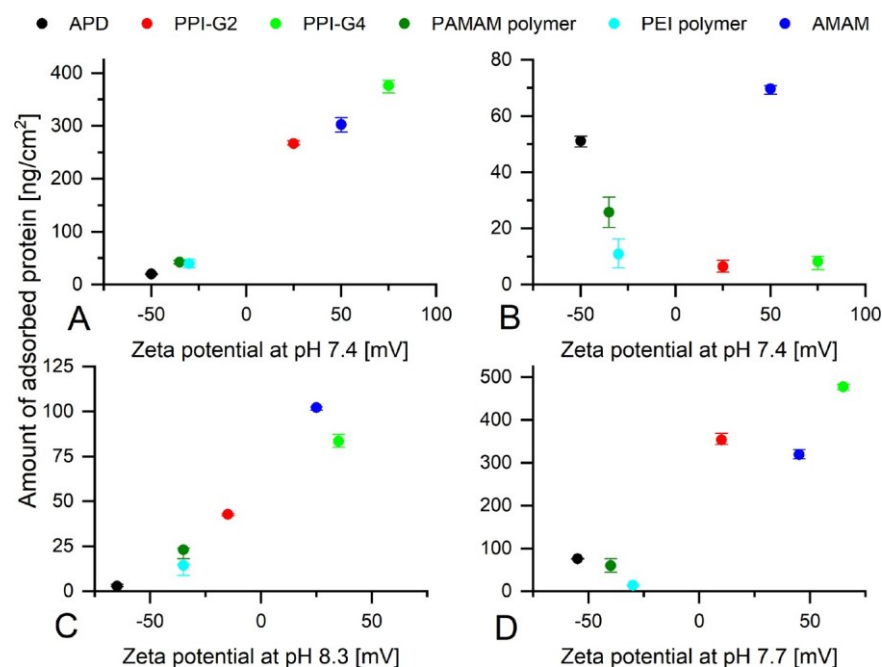 APD PPI-G2 PPI-G4 PAMAM polymer PEI polymer AMAM
Amount of adsorbed protein [ng/cm²]
400
300
200
100
0
A
-50 0 50 100
Zeta potential at pH 7.4 [mV]
80
60
40
20
0
B
-50 0 50 100
Zeta potential at pH 7.4 [mV]
125
100
75
50
25
0
C
-50 0 50
Zeta potential at pH 8.3 [mV]
500
400
300
200
100
0
D
-50 0 50
Zeta potential at pH 7.7 [mV]